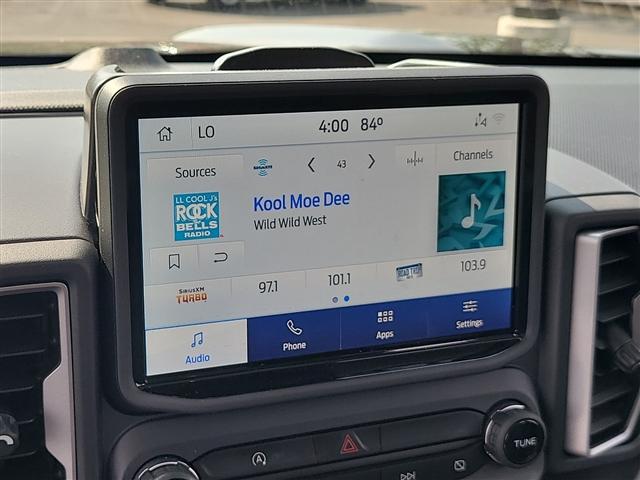 LO 4:00 84°
Sources
SIRIUSXM
43
Channels
LL COOL J's
ROCK
THE
BELLS
RADIO
Kool Moe Dee
Wild Wild West
SiriusXM
TURBO
97.1
101.1
103.9
Audio
Phone
Apps
Settings
TUNE